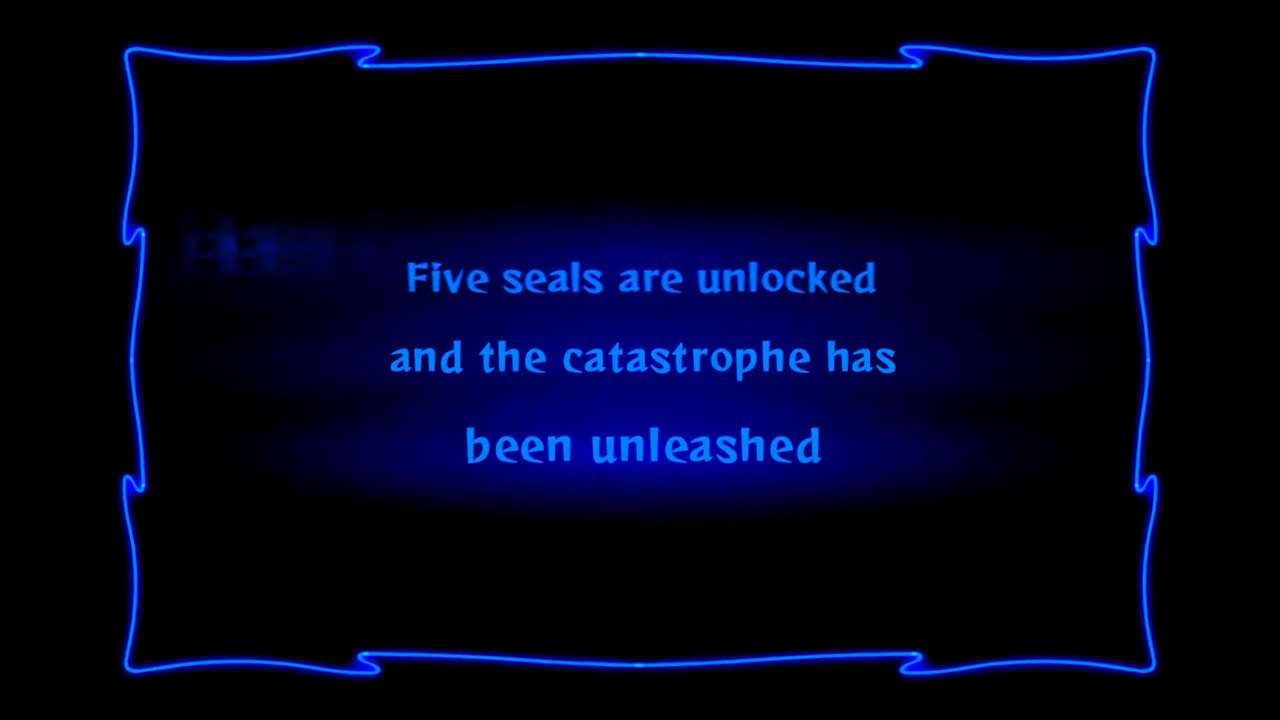 Five seals are unlocked
and the catastrophe has
been unleashed